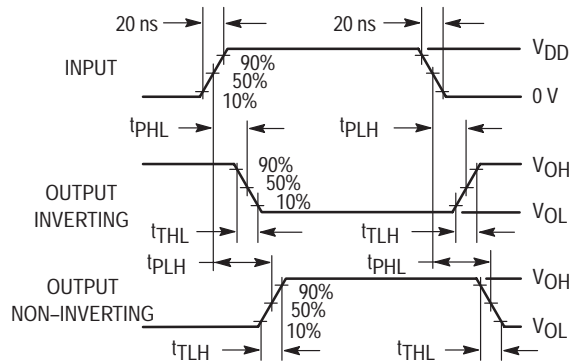 20 ns 20 ns
INPUT
90%
50%
10%
VDD
0 V
tPHL tPLH
OUTPUT
INVERTING
90%
50%
10%
VOH
VOL
tTHL tTLH
tPLH tPHL
OUTPUT
NON–INVERTING
90%
50%
10%
VOH
VOL
tTLH tTHL